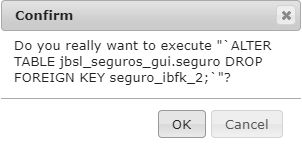 Confirm
Do you really want to execute "`ALTER
TABLE jbsl_seguros_gui.seguro DROP
FOREIGN KEY seguro_ibfk_2;`"?
OK
Cancel